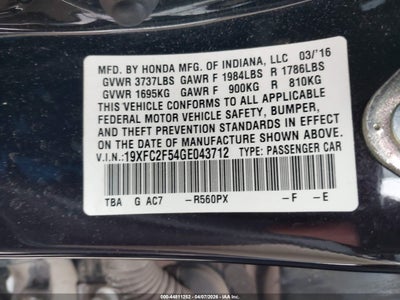 MFD. BY HONDA MFG. OF INDIANA, LLC 03/'16
GVWR 3737LBS GAWR F 1984LBS R 1786LBS
GVWR 1695KG GAWR F 900KG R 810KG
THIS VEHICLE CONFORMS TO ALL APPLICABLE
FEDERAL MOTOR VEHICLE SAFETY, BUMPER,
AND THEFT PREVENTION STANDARDS IN EFFECT
ON THE DATE OF MANUFACTURE SHOWN ABOVE.
V.I.N.: 19XFC2F54GE043712 TYPE: PASSENGER CAR
TBA G AC7 -R560PX -F -E
000-44811252 04/07/2026 IAAI.COM